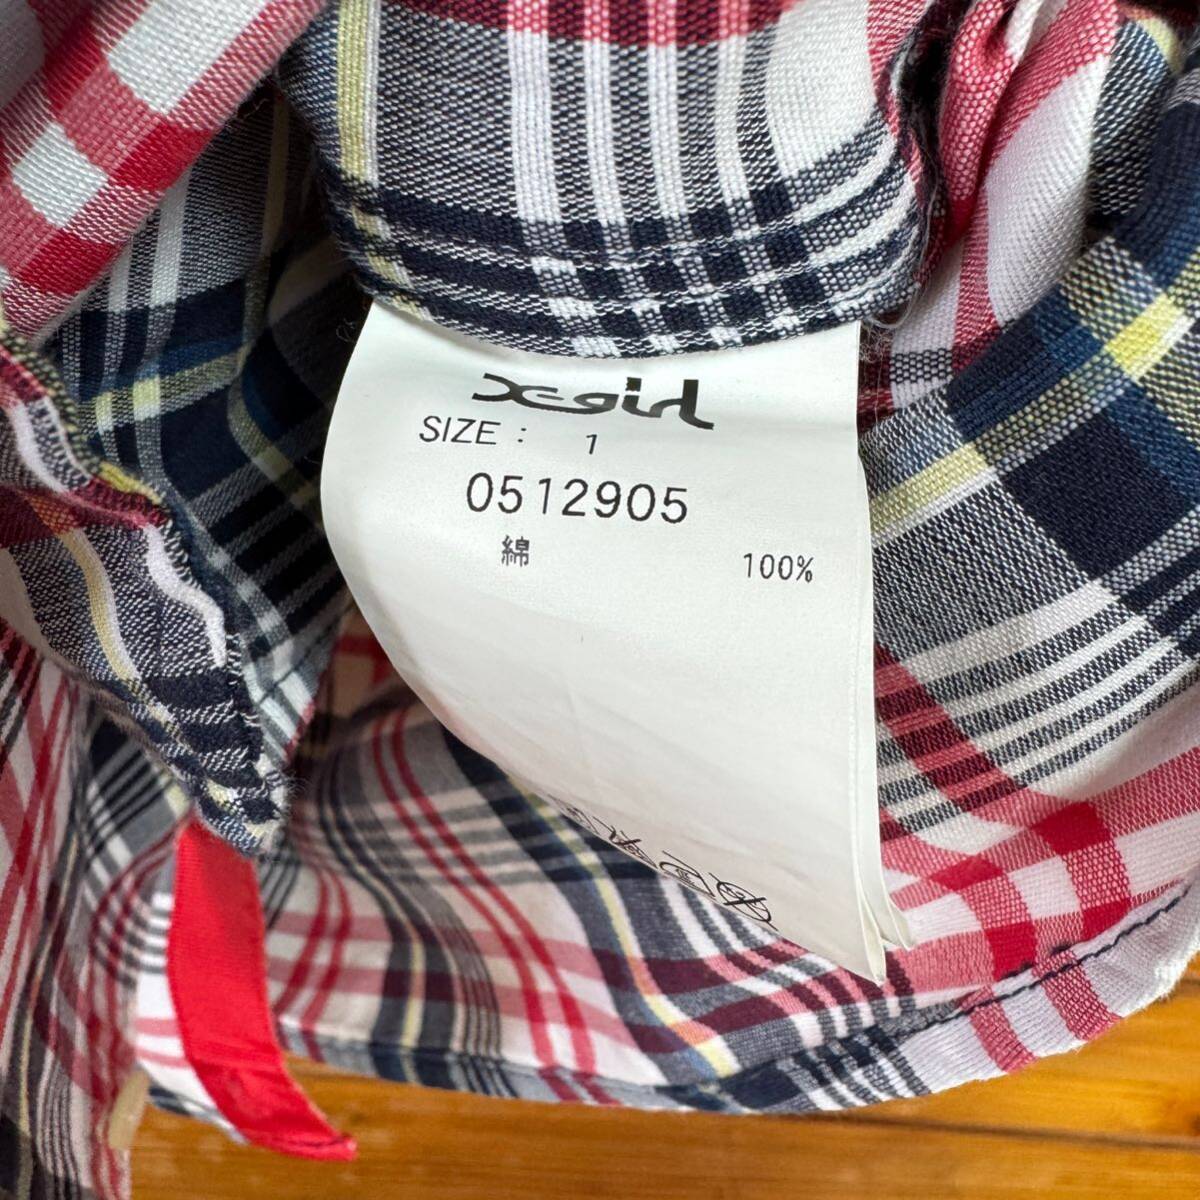 X-girl
SIZE : 1
0512905
綿 100%